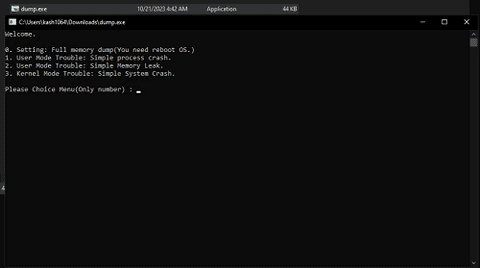 dump.exe 10/21/2023 4:42 AM Application 44 KB
C:\Users\kash1064\Downloads\dump.exe
Welcome.
0. Setting: Full memory dump(You need reboot OS.)
1. User Mode Trouble: Simple process crash.
2. User Mode Trouble: Simple Memory Leak.
3. Kernel Mode Trouble: Simple System Crash.
Please Choice Menu(Only number) :
4